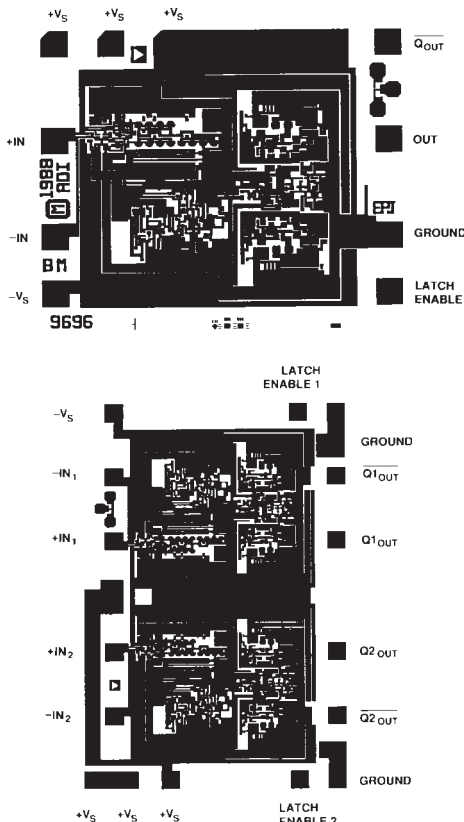 +VS +VS +VS
QOUT
+IN
OUT
1988
ADI
M
-IN
GROUND
BM
EPJ
-VS
LATCH
ENABLE
9696
LATCH
ENABLE 1
-VS
GROUND
-IN1
Q1OUT
+IN1
Q1OUT
+IN2
Q2OUT
-IN2
Q2OUT
GROUND
+VS +VS +VS
LATCH
ENABLE 2